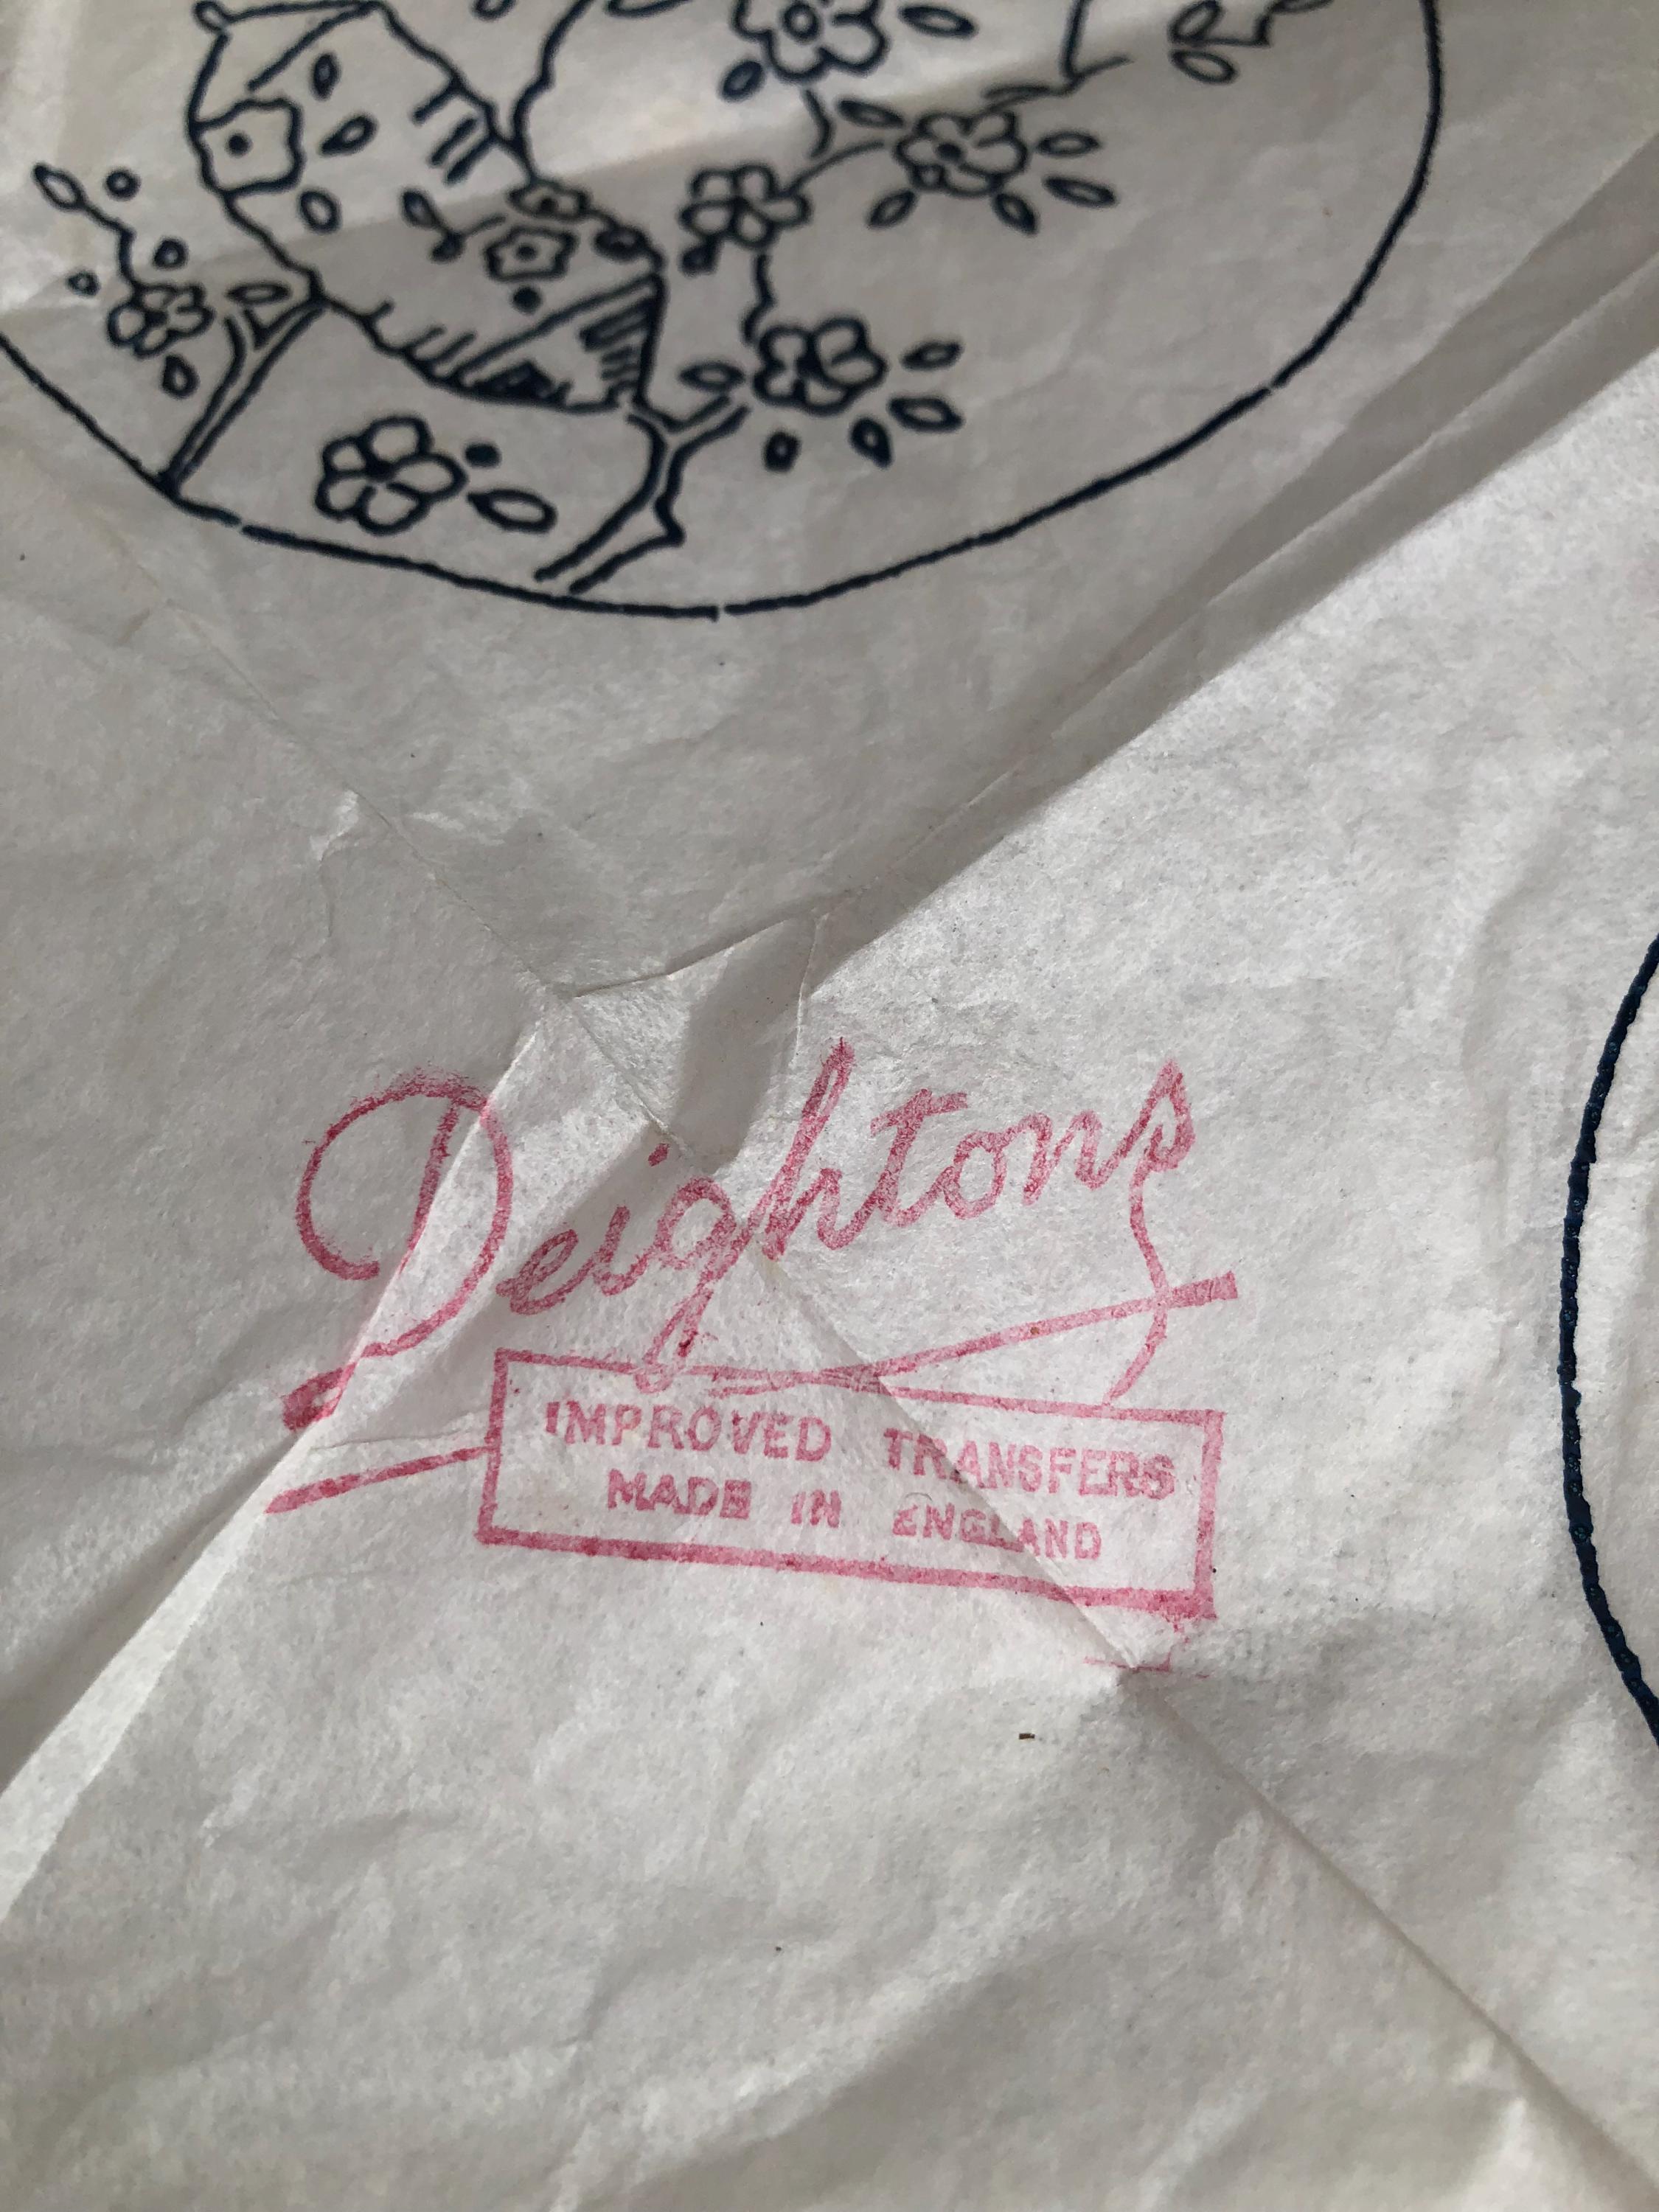 Deightons
IMPROVED TRANSFERS
MADE IN ENGLAND